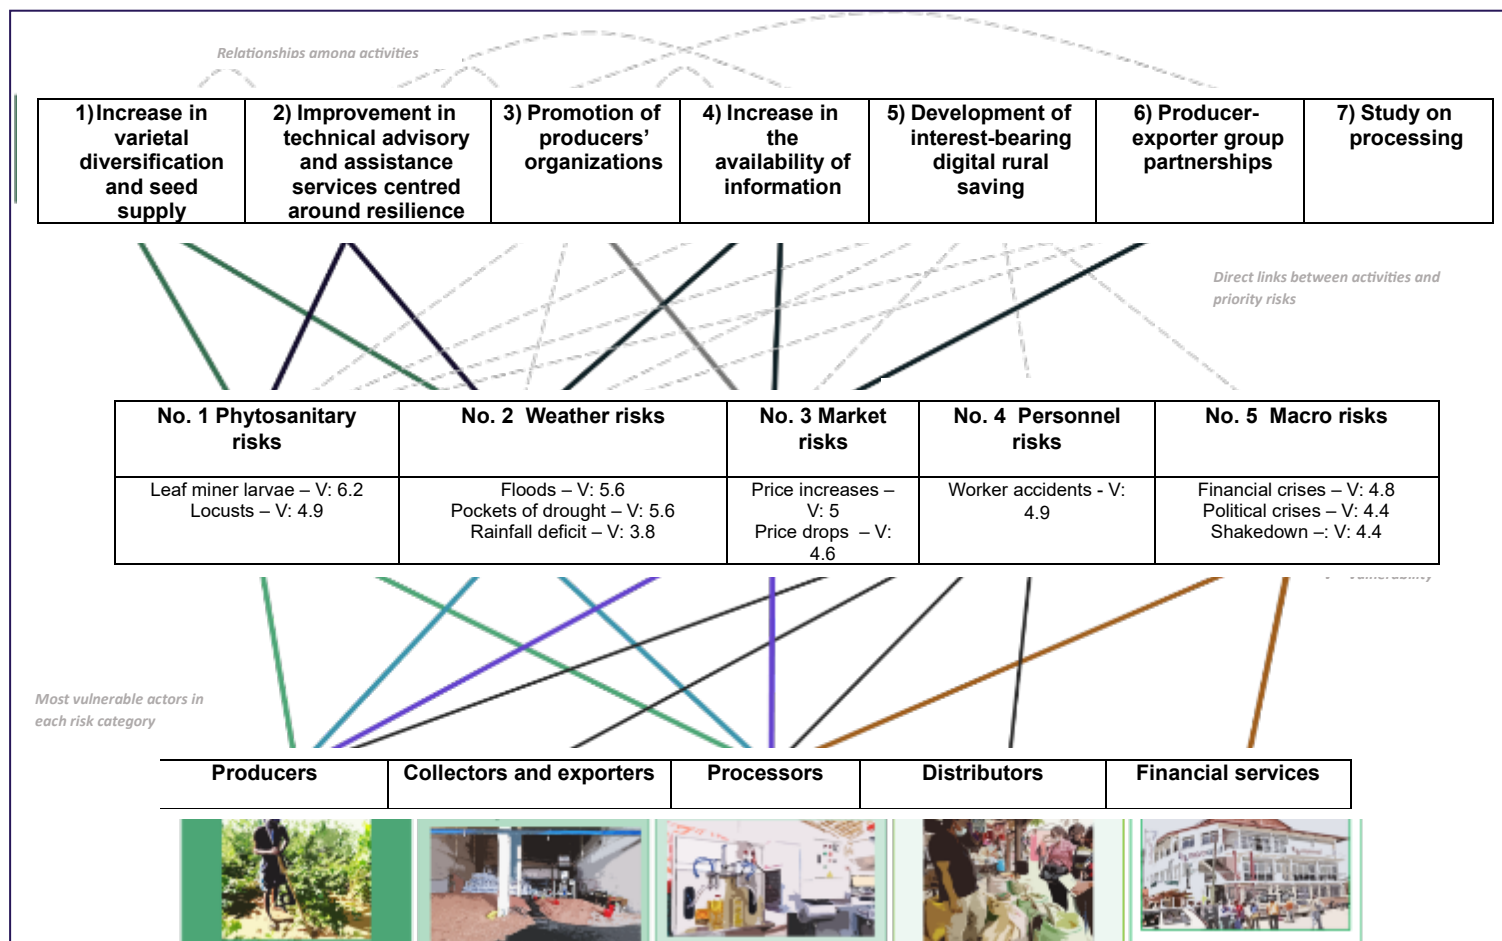 Relationships among activities
1) Increase in
varietal
diversification
and seed
supply
2) Improvement in
technical advisory
and assistance
services centred
around resilience
3) Promotion of
producers'
organizations
4) Increase in
the
availability of
information
5) Development of
interest-bearing
digital rural
saving
6) Producer-
exporter group
partnerships
7) Study on
processing
Direct links between activities and
priority risks
No. 1 Phytosanitary
risks
No. 2 Weather risks
No. 3 Market
risks
No. 4 Personnel
risks
No. 5 Macro risks
Leaf miner larvae – V: 6.2
Locusts – V: 4.9
Floods – V: 5.6
Pockets of drought – V: 5.6
Rainfall deficit – V: 3.8
Price increases –
V: 5
Price drops – V:
4.6
Worker accidents - V:
4.9
Financial crises – V: 4.8
Political crises – V: 4.4
Shakedown –: V: 4.4
vulnerability
Most vulnerable actors in
each risk category
Producers
Collectors and exporters
Processors
Distributors
Financial services